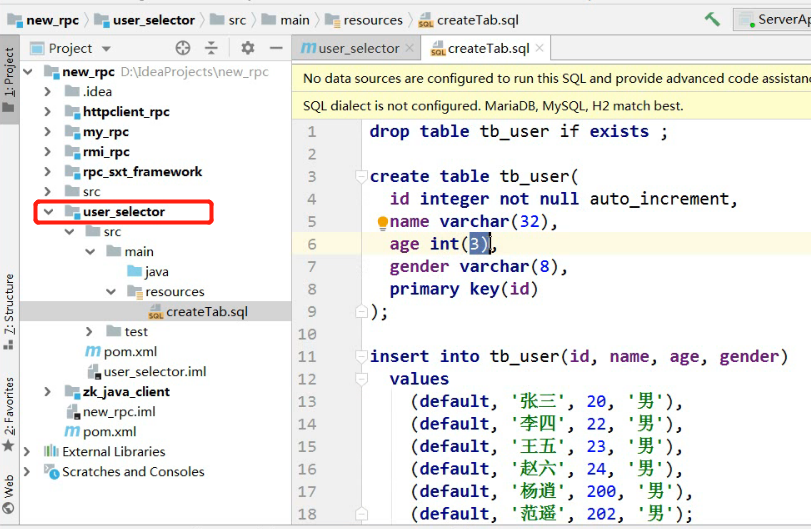 new_rpc user_selector src main resources createTab.sql ServerAp
1: Project
Project
user_selector createTab.sql
new_rpc D:\IdeaProjects\new_rpc
.idea
httpclient_rpc
my_rpc
rmi_rpc
rpc_sxt_framework
src
user_selector
src
main
java
resources
createTab.sql
test
pom.xml
user_selector.iml
zk_java_client
new_rpc.iml
pom.xml
External Libraries
Scratches and Consoles
Z: Structure
2: Favorites
Web
No data sources are configured to run this SQL and provide advanced code assistanc
SQL dialect is not configured. MariaDB, MySQL, H2 match best.
1 drop table tb_user if exists ;
2
3 create table tb_user(
4 id integer not null auto_increment,
5 name varchar(32),
6 age int(3),
7 gender varchar(8),
8 primary key(id)
9 );
10
11 insert into tb_user(id, name, age, gender)
12 values
13 (default, '张三', 20, '男'),
14 (default, '李四', 22, '男'),
15 (default, '王五', 23, '男'),
16 (default, '赵六', 24, '男'),
17 (default, '杨逍', 200, '男'),
18 (default, '范遥', 202, '男');